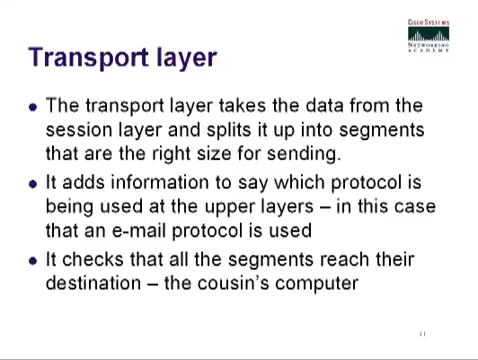 CISCO SYSTEMS
NETWORKING
ACADEMY
Transport layer
• The transport layer takes the data from the
session layer and splits it up into segments
that are the right size for sending.
• It adds information to say which protocol is
being used at the upper layers – in this case
that an e-mail protocol is used
• It checks that all the segments reach their
destination – the cousin's computer
11